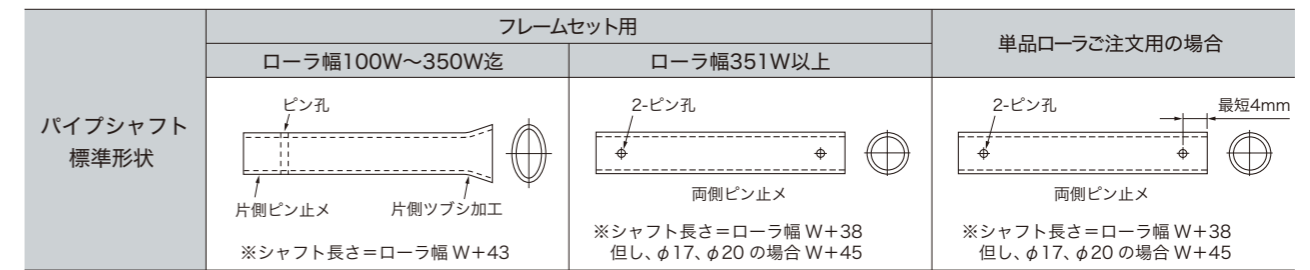 パイプシャフト
標準形状
フレームセット用
単品ローラご注文用の場合
ローラ幅100W～350W迄
ローラ幅351W以上
ピン孔
片側ピン止メ
片側ツブシ加工
※シャフト長さ＝ローラ幅 W＋43
2-ピン孔
両側ピン止メ
※シャフト長さ＝ローラ幅 W＋38
但し、φ17、φ20 の場合 W＋45
2-ピン孔
最短4mm
両側ピン止メ
※シャフト長さ＝ローラ幅 W＋38
但し、φ17、φ20 の場合 W＋45